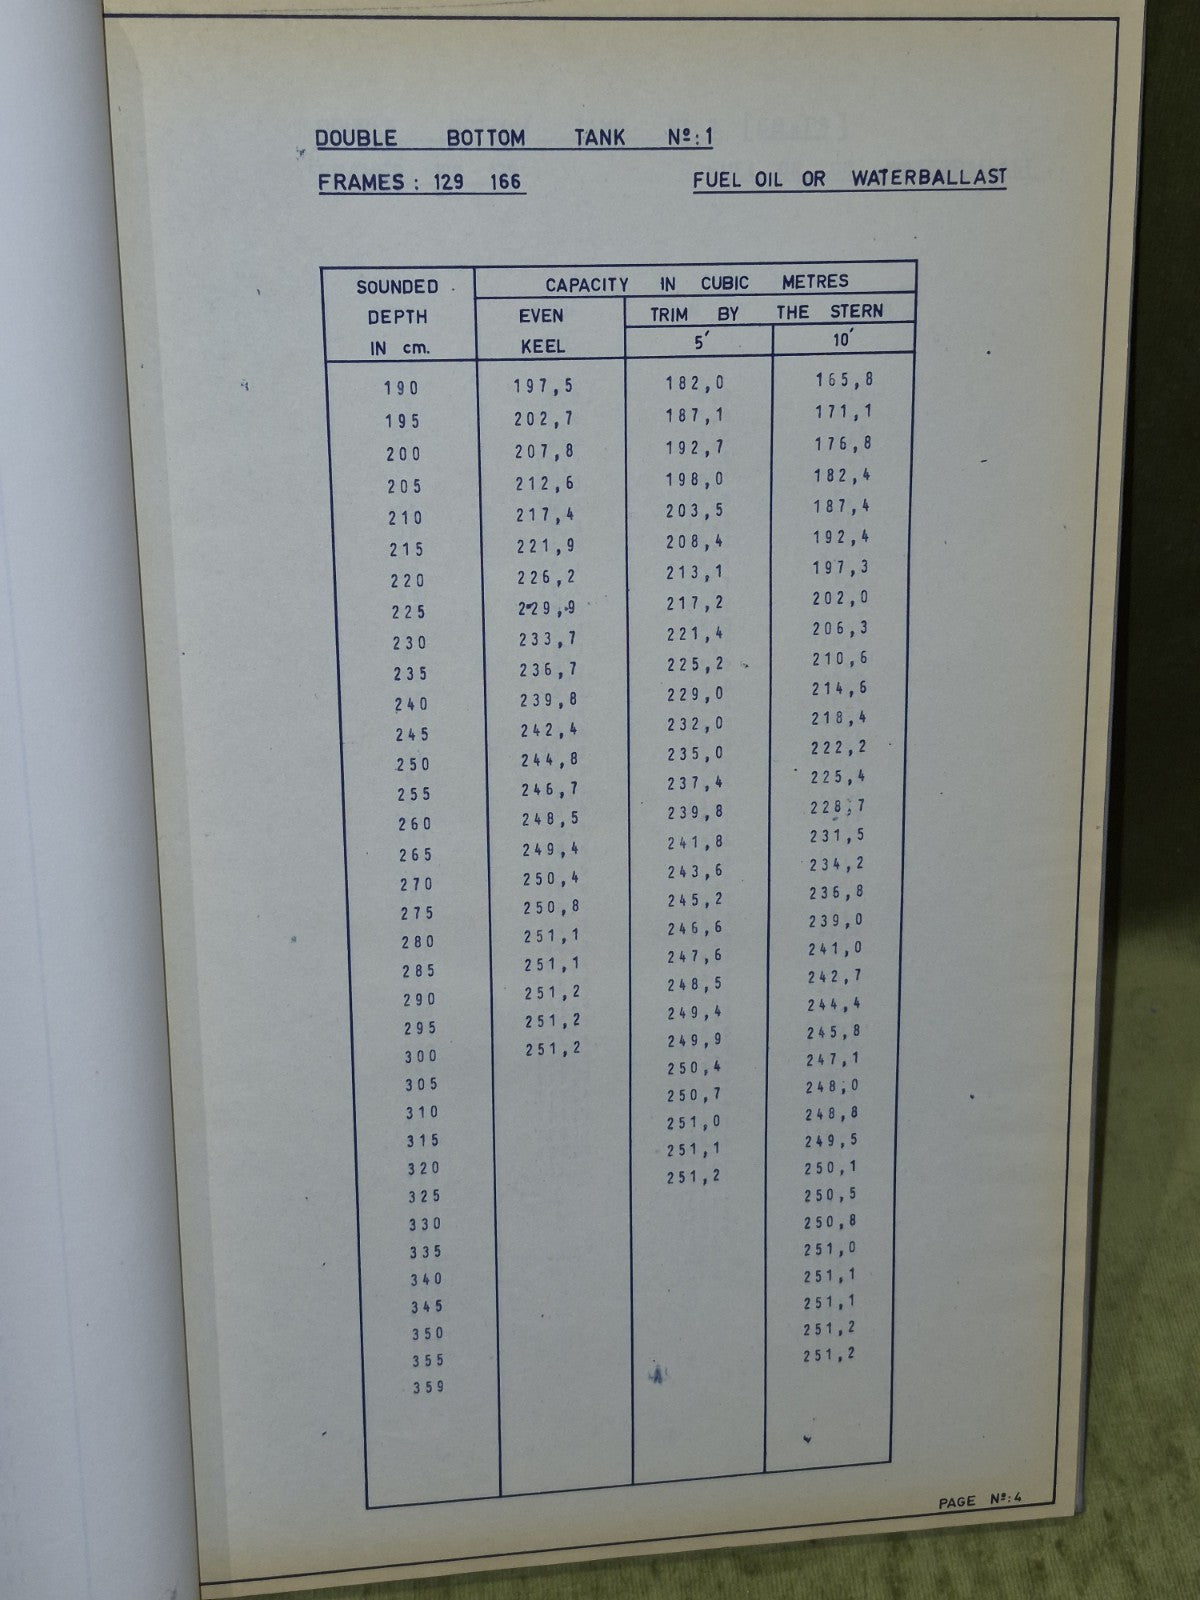 DOUBLE BOTTOM TANK Nº:1
FRAMES: 129 166 FUEL OIL OR WATERBALLAST
SOUNDED DEPTH IN cm. CAPACITY IN CUBIC METRES
EVEN KEEL TRIM BY THE STERN
5′ 10′
190 197,5 182,0 165,8
195 202,7 187,1 171,1
200 207,8 192,7 176,8
205 212,6 198,0 182,4
210 217,4 203,5 187,4
215 221,9 208,4 192,4
220 226,2 213,1 197,3
225 229,9 217,2 202,0
230 233,7 221,4 206,3
235 236,7 225,2 210,6
240 239,8 229,0 214,6
245 242,4 232,0 218,4
250 244,8 235,0 222,2
255 246,7 237,4 225,4
260 248,5 239,8 228,7
265 249,4 241,8 231,5
270 250,4 243,6 234,2
275 250,8 245,2 236,8
280 251,1 246,6 239,0
285 251,1 247,6 241,0
290 251,2 248,5 242,7
295 251,2 249,4 244,4
300 251,2 249,9 245,8
305 250,4 247,1
310 250,7 248,0
315 251,0 248,8
320 251,1 249,5
325 251,2 250,1
330 250,5
335 250,8
340 251,0
345 251,1
350 251,1
355 251,2
359 251,2
PAGE Nº:4